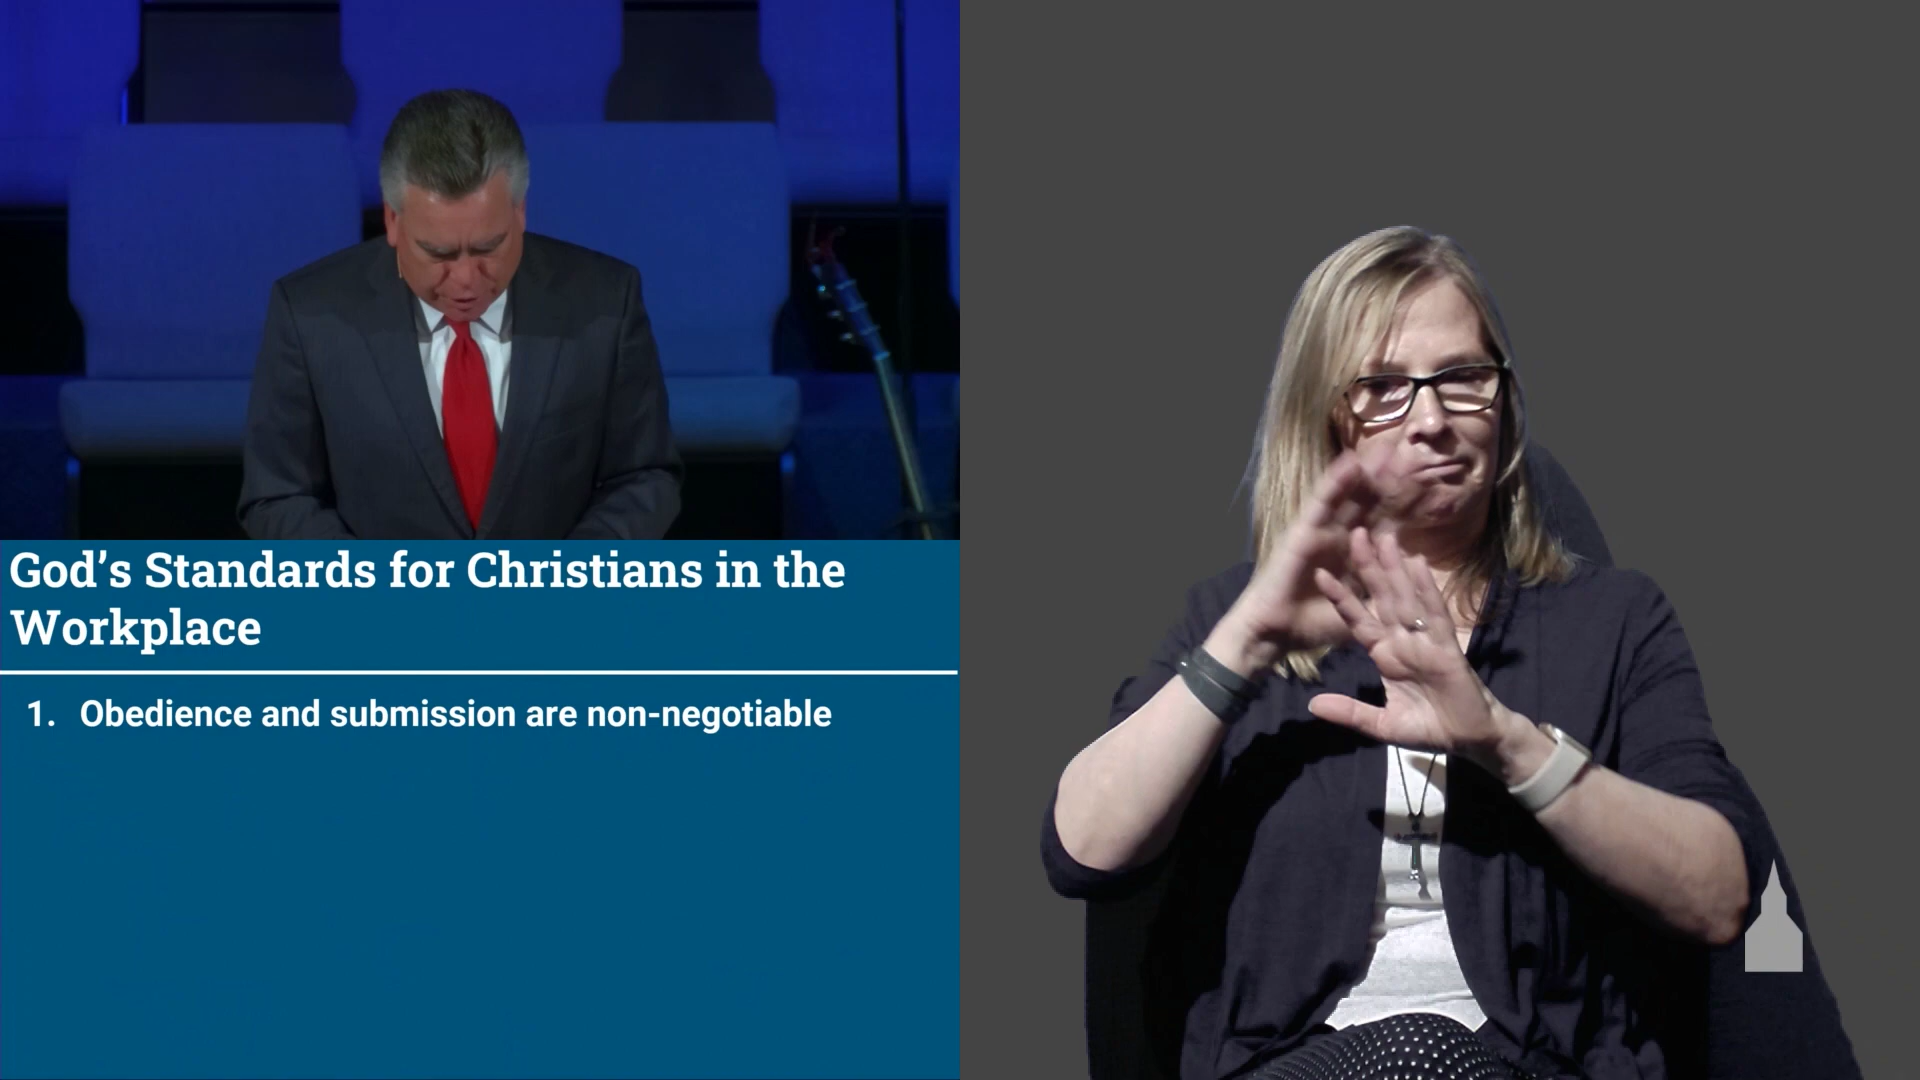 God’s Standards for Christians in the
Workplace
1. Obedience and submission are non-negotiable